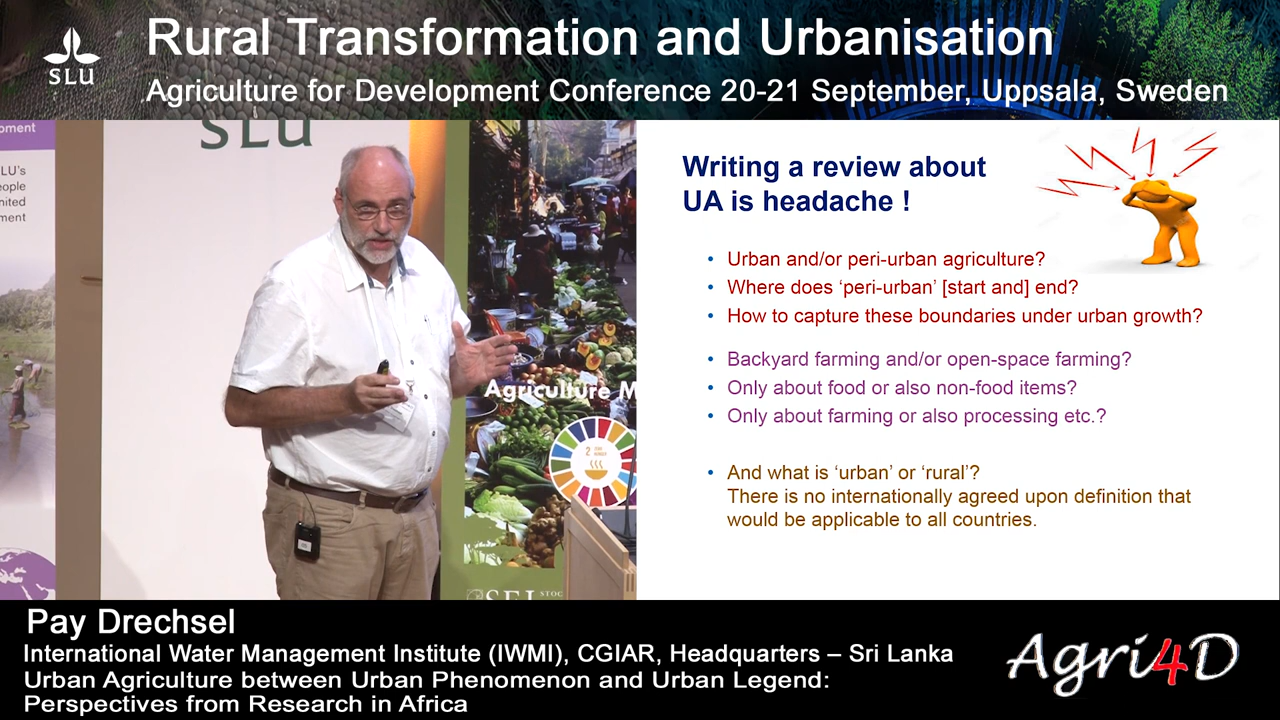 SLU
Rural Transformation and Urbanisation
Agriculture for Development Conference 20-21 September, Uppsala, Sweden
SLU
Agriculture
2
Writing a review about
UA is headache !
• Urban and/or peri-urban agriculture?
• Where does ‘peri-urban’ [start and] end?
• How to capture these boundaries under urban growth?
• Backyard farming and/or open-space farming?
• Only about food or also non-food items?
• Only about farming or also processing etc.?
• And what is ‘urban’ or ‘rural’?
There is no internationally agreed upon definition that
would be applicable to all countries.
Pay Drechsel
International Water Management Institute (IWMI), CGIAR, Headquarters – Sri Lanka
Urban Agriculture between Urban Phenomenon and Urban Legend:
Perspectives from Research in Africa
Agri4D